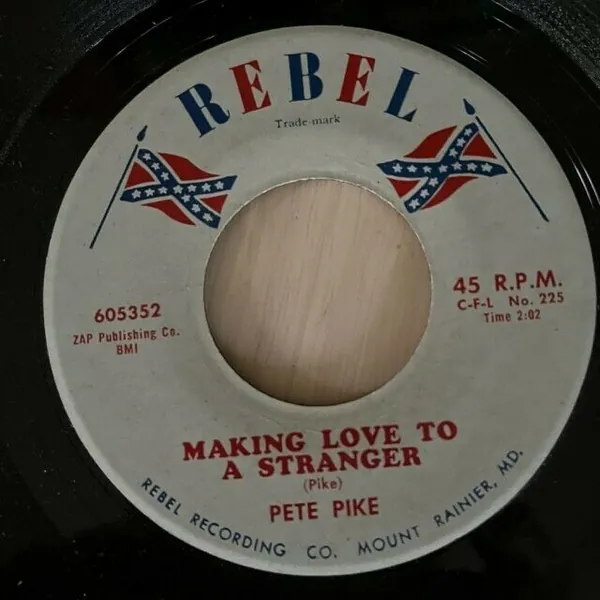 REBEL
Trade-mark
605352
ZAP Publishing Co.
BMI
45 R.P.M.
C-F-L No. 225
Time 2:02
MAKING LOVE TO
A STRANGER
(Pike)
PETE PIKE
REBEL RECORDING CO. MOUNT RAINIER, MD.